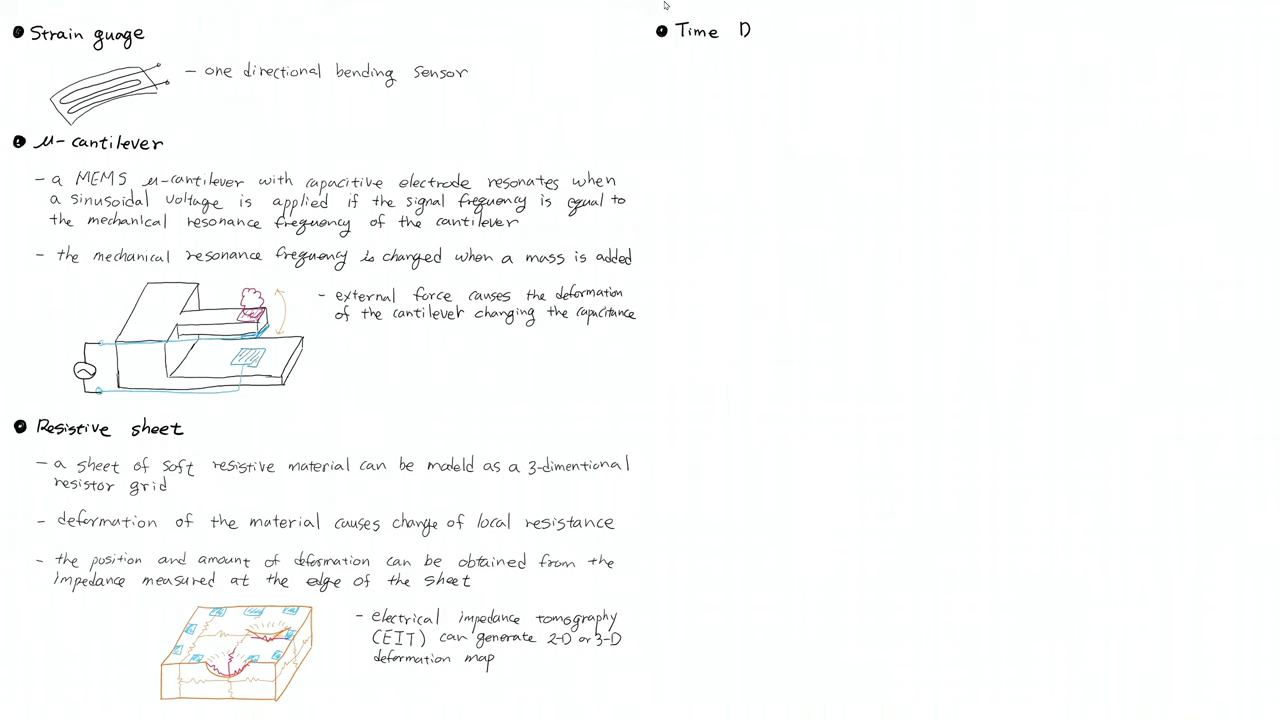 Strain guage
- one directional bending sensor
μ-cantilever
- a MEMS μ-cantilever with capacitive electrode resonates when
a sinusoidal voltage is applied if the signal frequency is equal to
the mechanical resonance frequency of the cantilever
- the mechanical resonance frequency is changed when a mass is added
- external force causes the deformation
of the cantilever changing the capacitance
Resistive sheet
- a sheet of soft resistive material can be modeld as a 3-dimentional
resistor grid
- deformation of the material causes change of local resistance
- the position and amount of deformation can be obtained from the
impedance measured at the edge of the sheet
- electrical impedance tomography
(EIT) can generate 2-D or 3-D
deformation map
Time D